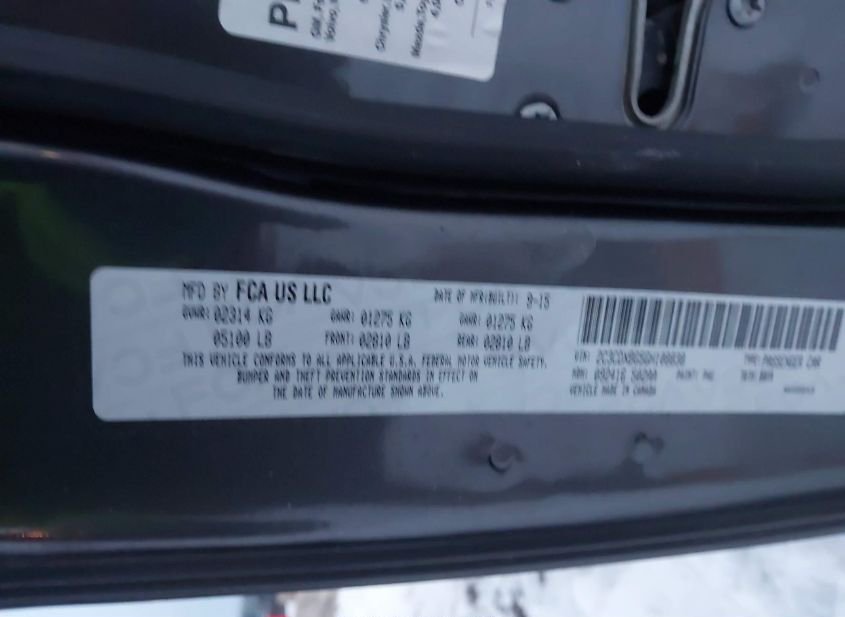 MFD BY FCA US LLC DATE OF MFR(BUILT): 9-15
GVWR: 02314 KG GAWR: 01275 KG GAWR: 01275 KG
05100 LB FRONT: 02810 LB REAR: 02810 LB
THIS VEHICLE CONFORMS TO ALL APPLICABLE U.S.A. FEDERAL MOTOR VEHICLE SAFETY,
BUMPER AND THEFT PREVENTION STANDARDS IN EFFECT ON
THE DATE OF MANUFACTURE SHOWN ABOVE.
VIN: TYPE: PASSENGER CAR
MDH: PAINT:
VEHICLE MADE IN CANADA